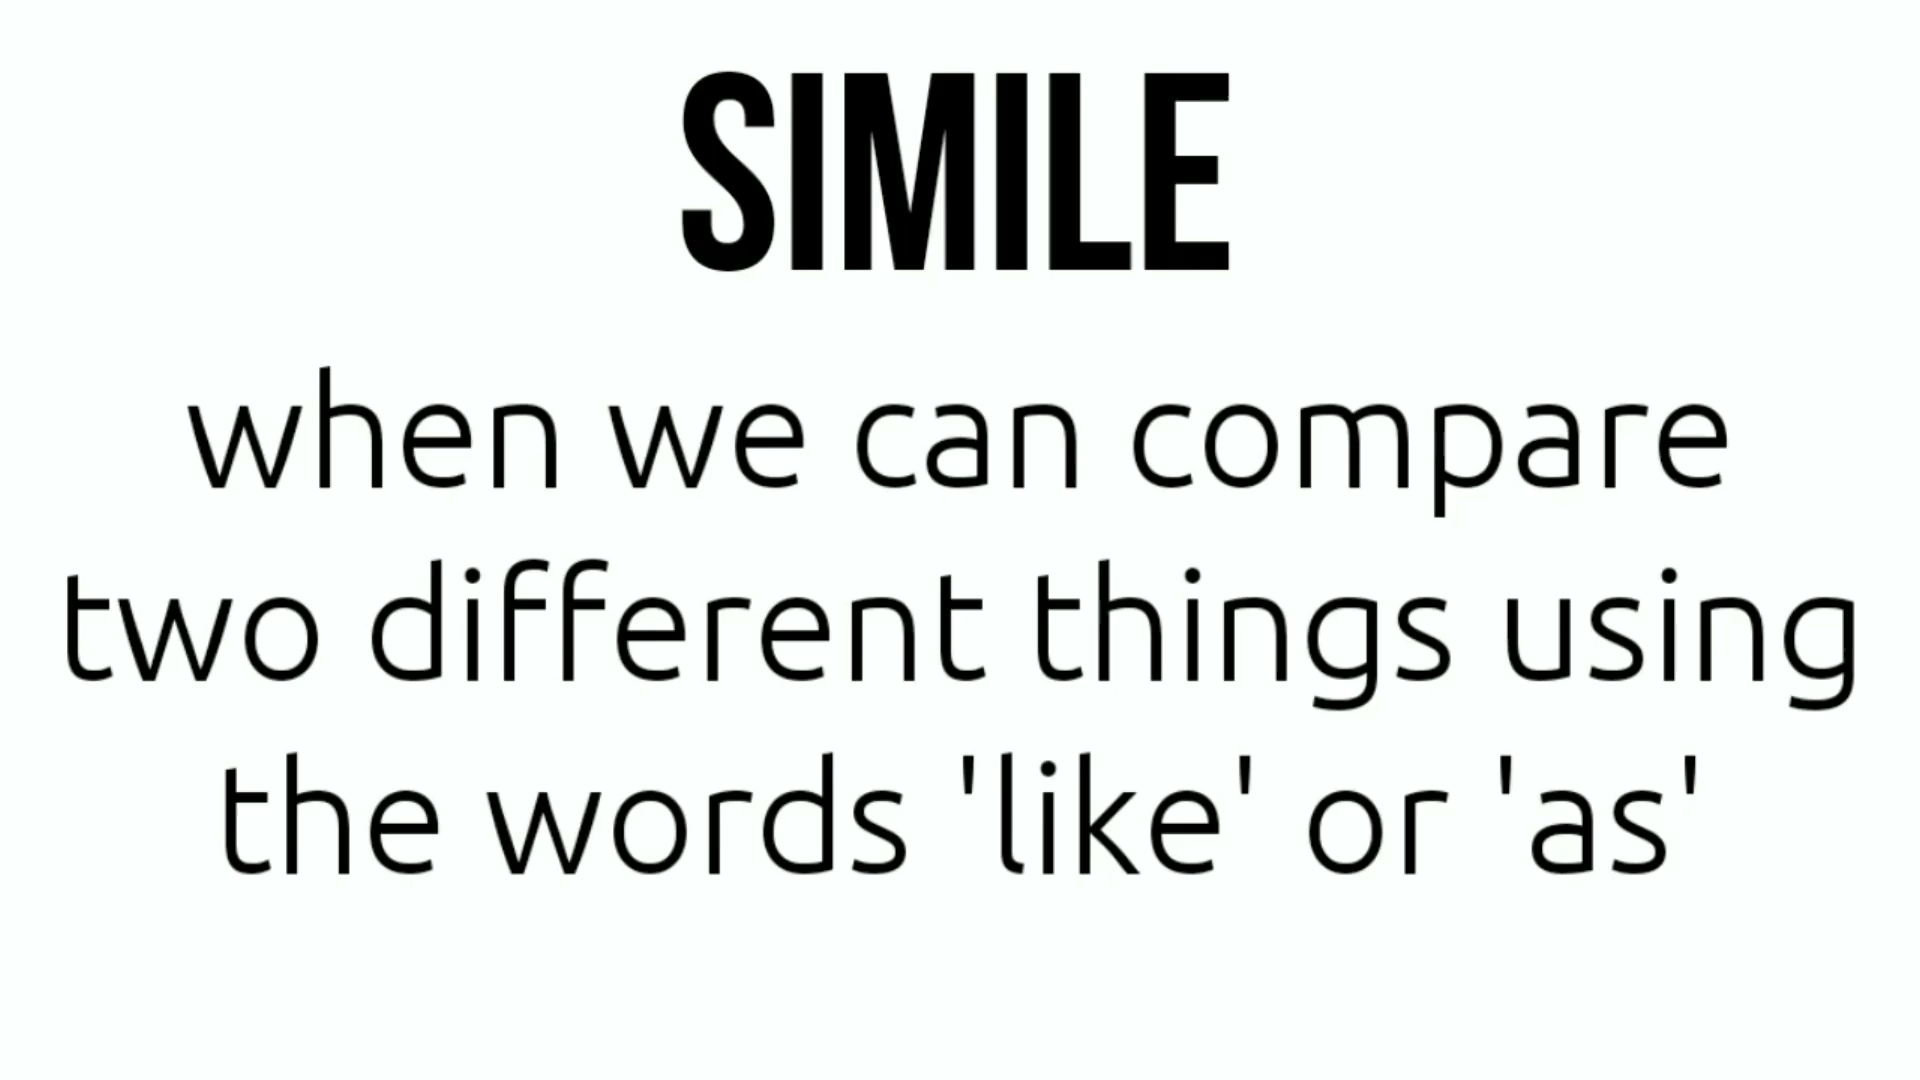 SIMILE
when we can compare
two different things using
the words 'like' or 'as'